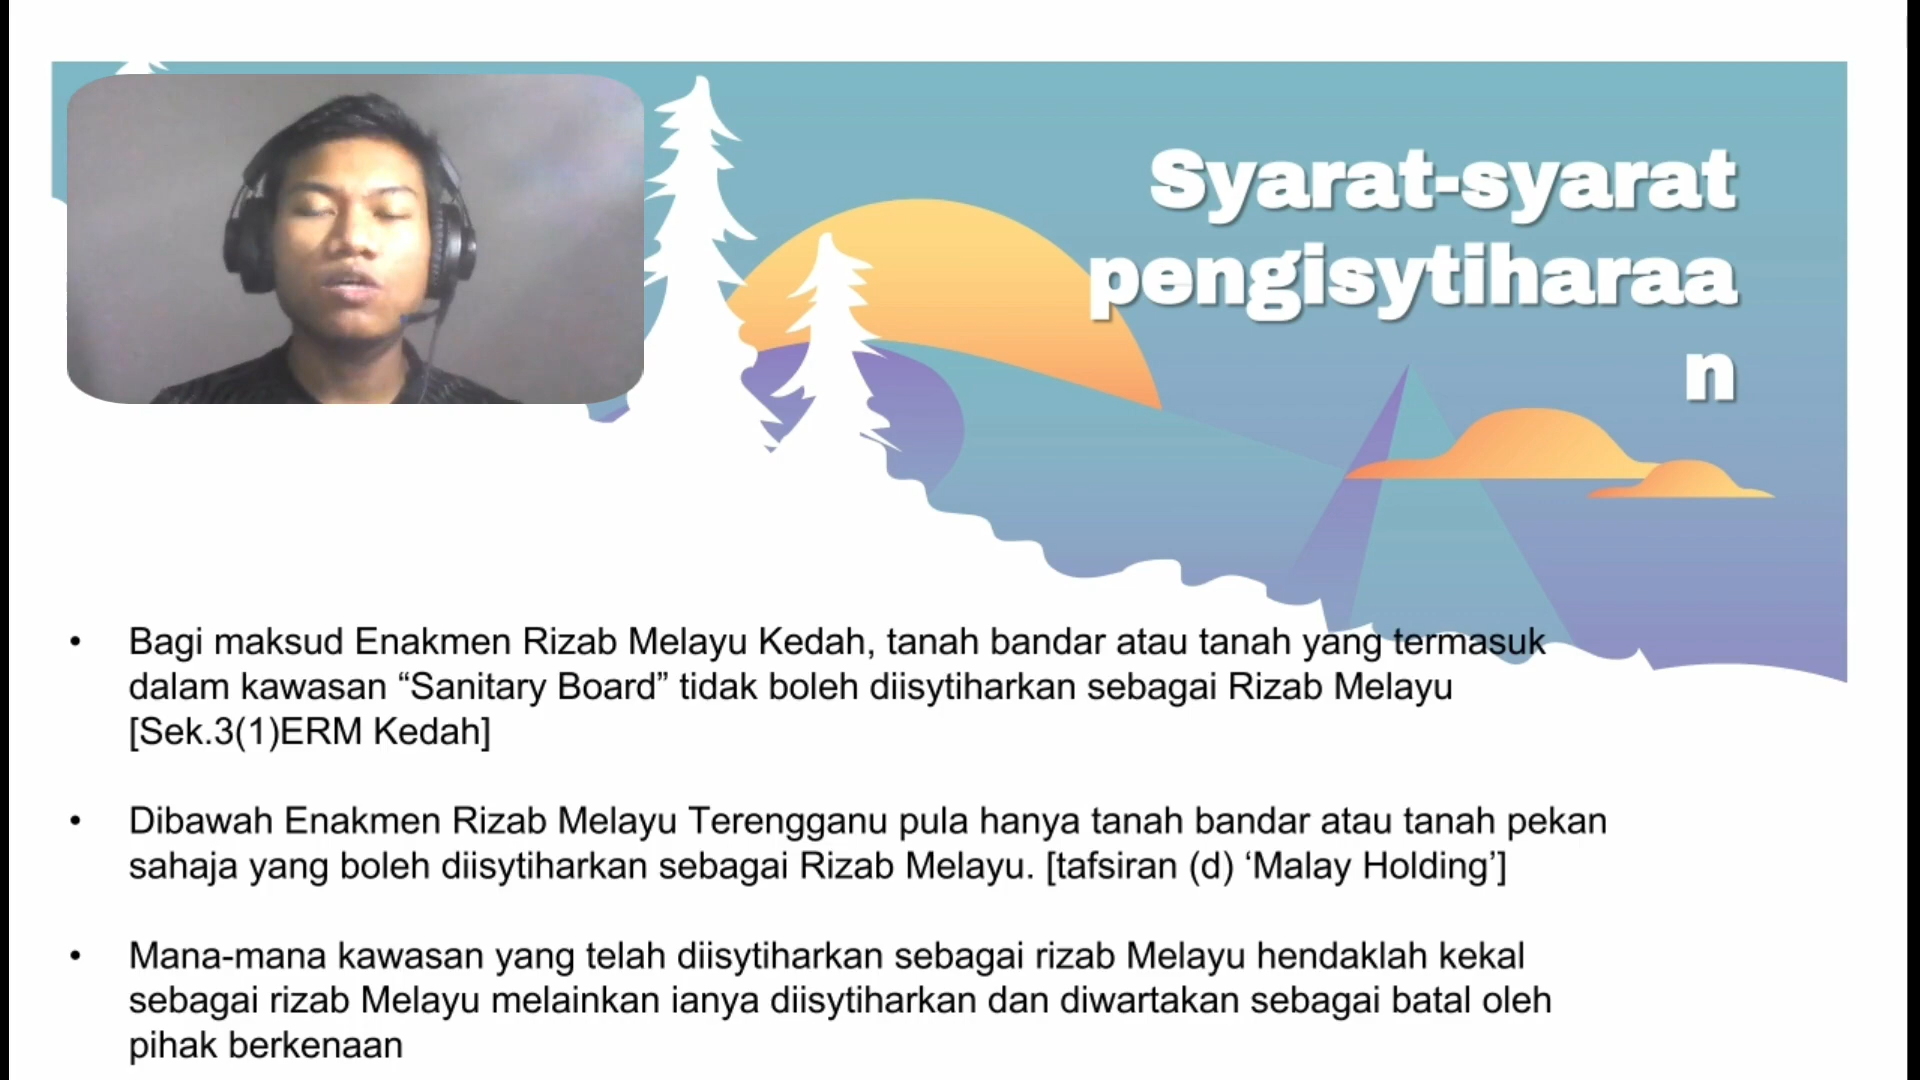 Syarat-syarat
pengisytiharaa
n
• Bagi maksud Enakmen Rizab Melayu Kedah, tanah bandar atau tanah yang termasuk
dalam kawasan “Sanitary Board” tidak boleh diisytiharkan sebagai Rizab Melayu
[Sek.3(1)ERM Kedah]
• Dibawah Enakmen Rizab Melayu Terengganu pula hanya tanah bandar atau tanah pekan
sahaja yang boleh diisytiharkan sebagai Rizab Melayu. [tafsiran (d) ‘Malay Holding’]
• Mana-mana kawasan yang telah diisytiharkan sebagai rizab Melayu hendaklah kekal
sebagai rizab Melayu melainkan ianya diisytiharkan dan diwartakan sebagai batal oleh
pihak berkenaan